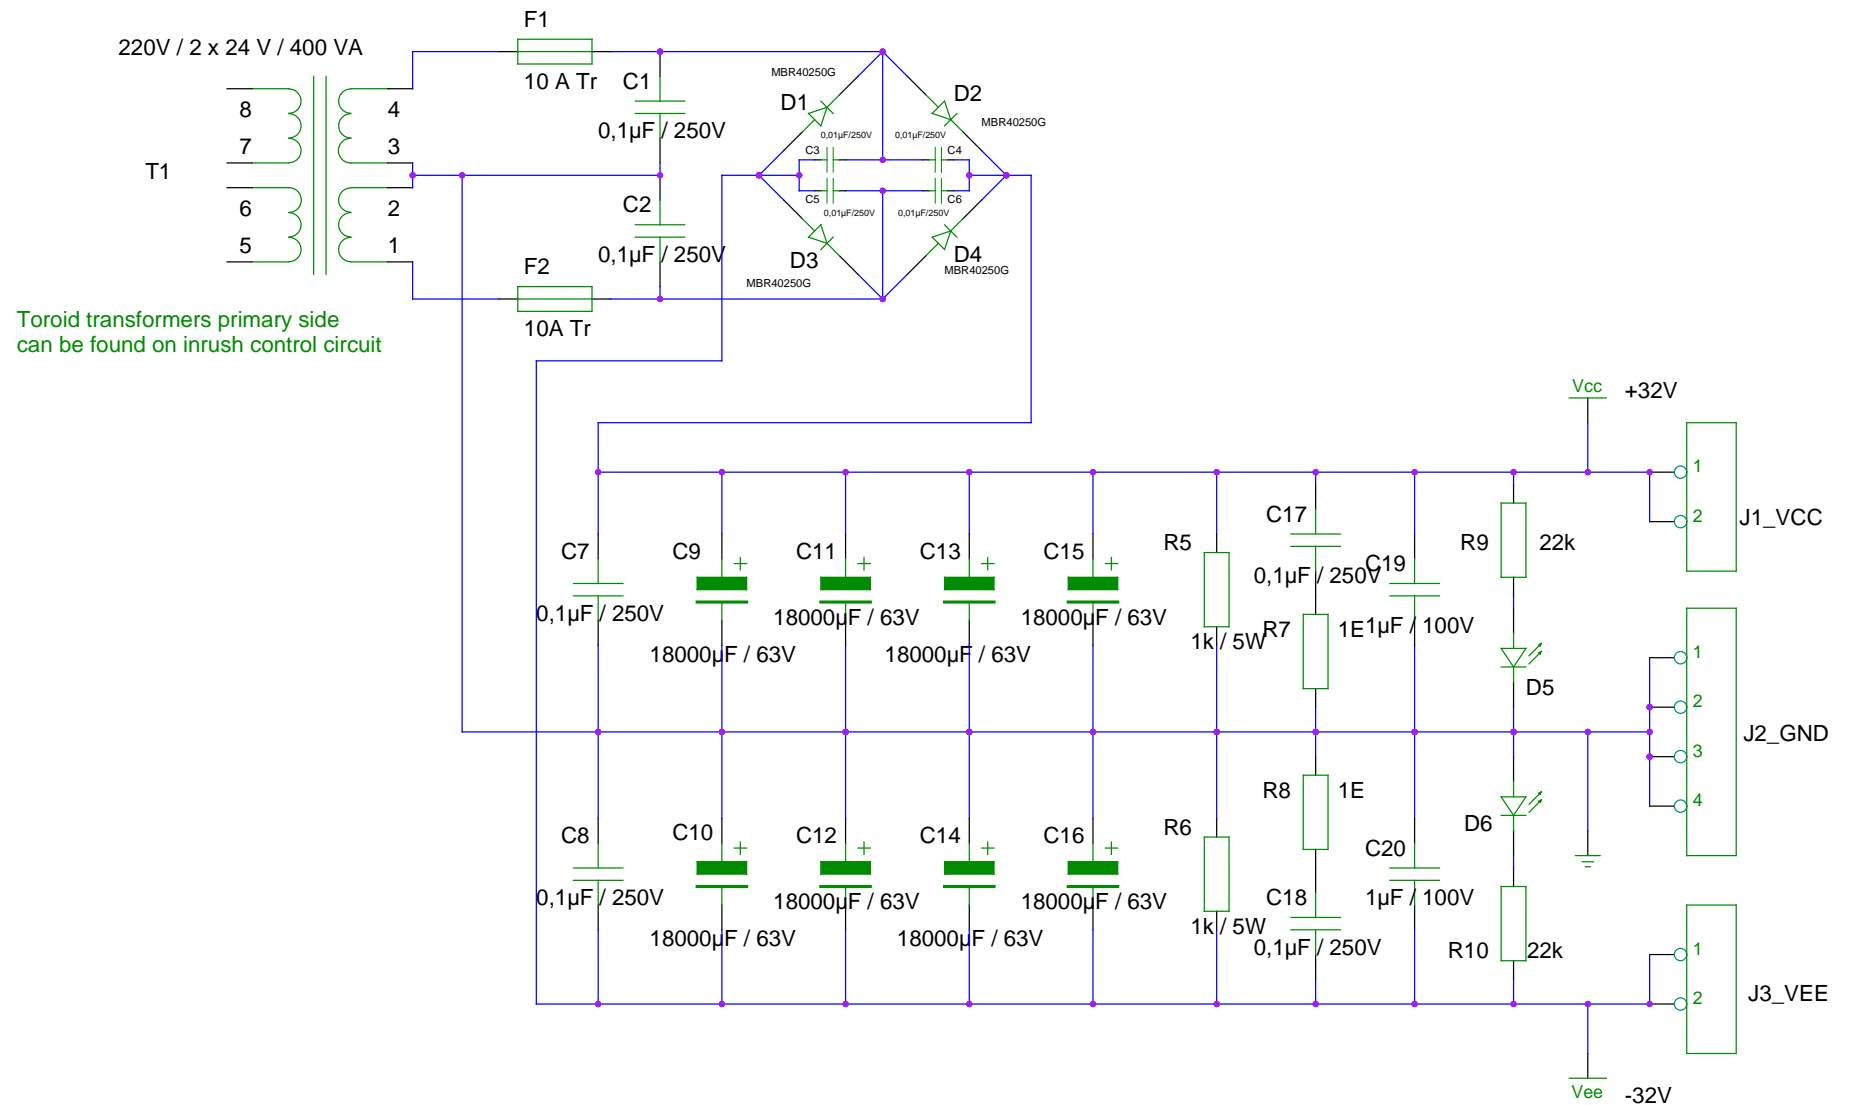 F1
220V / 2 x 24 V / 400 VA
10 A Tr
C1
0,1µF / 250V
MBR40250G
D1
D2
MBR40250G
0,01µF/250V
0,01µF/250V
C3
C4
C5
C6
0,01µF/250V
0,01µF/250V
8
7
6
5
4
3
2
1
T1
C2
0,1µF / 250V
D3
D4
MBR40250G
MBR40250G
F2
10A Tr
Toroid transformers primary side
can be found on inrush control circuit
Vcc
+32V
1
2
J1_VCC
C7
0,1µF / 250V
C9
18000µF / 63V
C11
18000µF / 63V
C13
18000µF / 63V
C15
18000µF / 63V
R5
1k / 5W
C17
0,1µF / 250V
R7
1E
C19
1µF / 100V
R9
22k
D5
1
2
3
4
J2_GND
C8
0,1µF / 250V
C10
18000µF / 63V
C12
18000µF / 63V
C14
18000µF / 63V
C16
18000µF / 63V
R6
1k / 5W
R8
1E
C18
0,1µF / 250V
C20
1µF / 100V
D6
R10
22k
1
2
J3_VEE
Vee
-32V